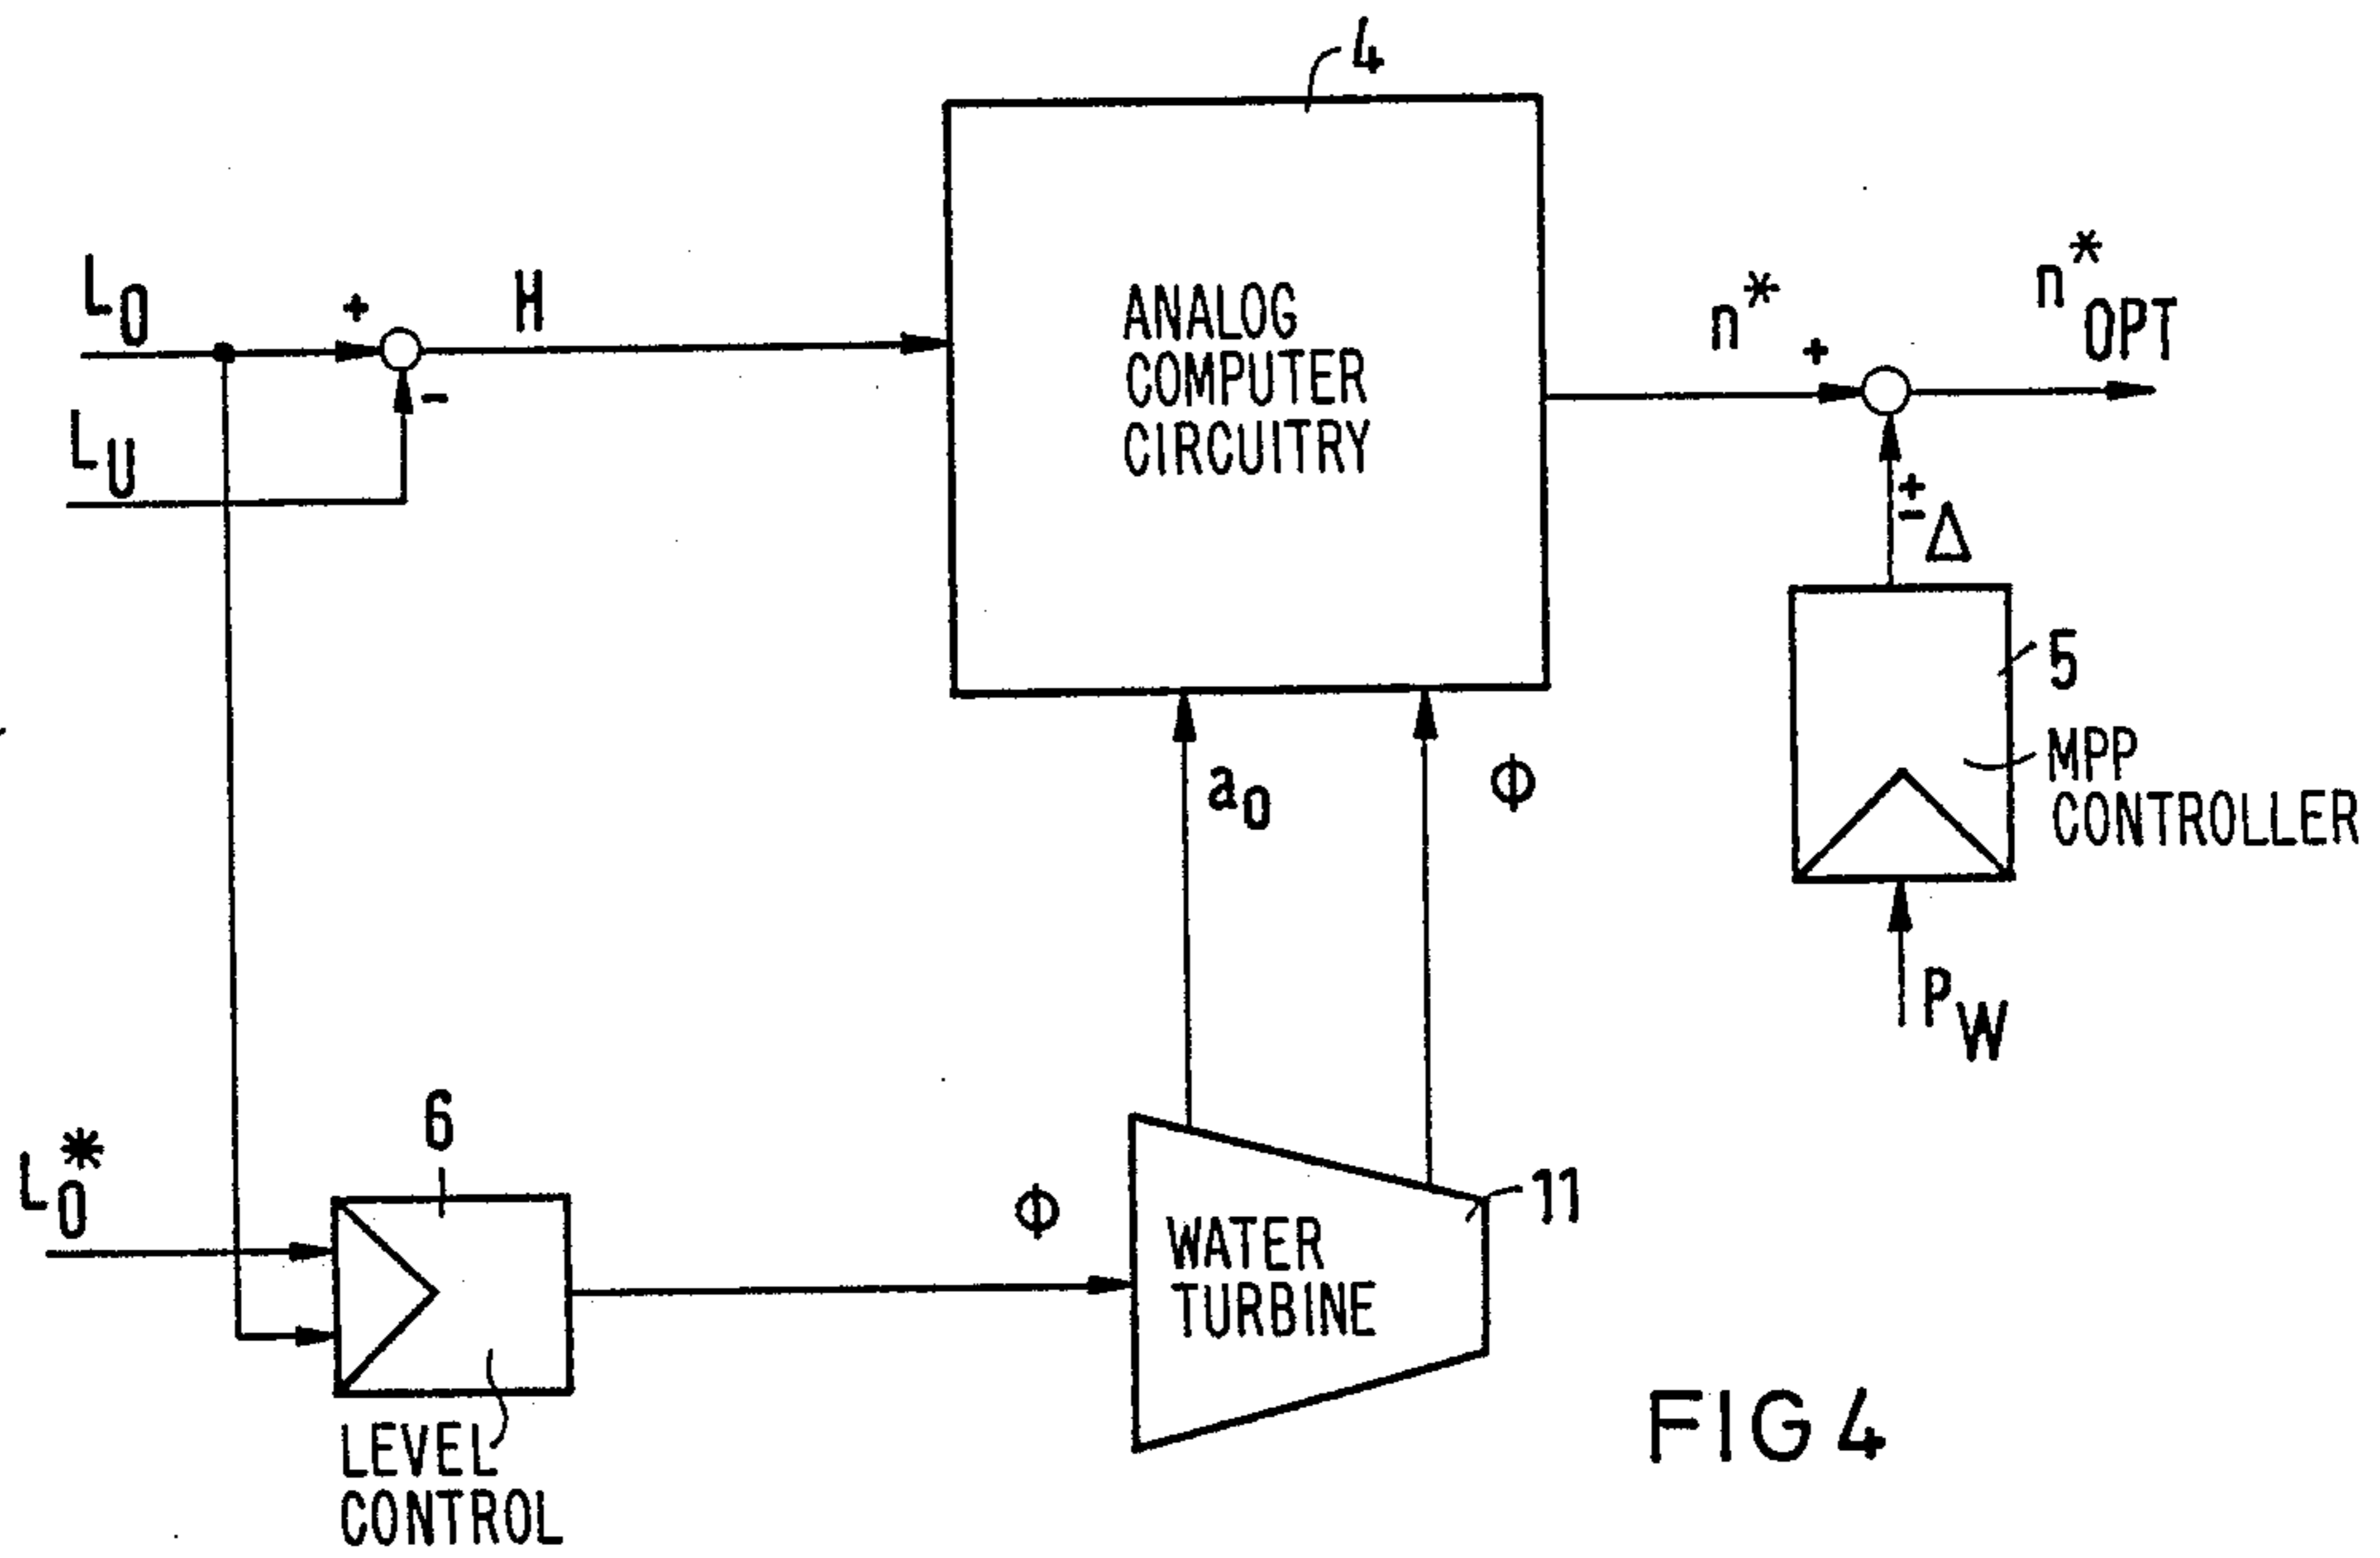 4
L0
+
H
LU
-
ANALOG
COMPUTER
CIRCUITRY
n*
+
n*OPT
±Δ
5
MPP
CONTROLLER
PW
a0
Φ
L0*
6
Φ
11
WATER
TURBINE
LEVEL
CONTROL
FIG 4